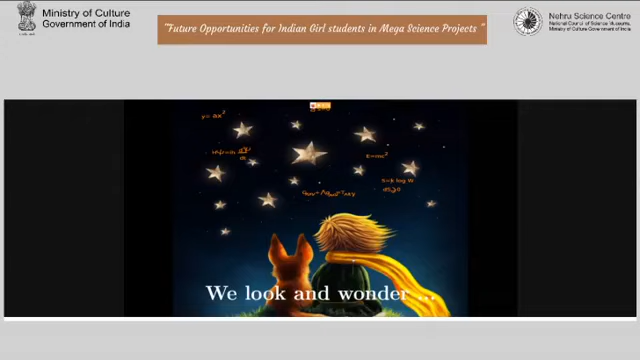 Ministry of Culture
Government of India
"Future Opportunities for Indian Girl students in Mega Science Projects "
Nehru Science Centre
National Council of Science Museums,
Ministry of Culture Government of India
y = ax²
E=mc²
S=k log W
We look and wonder ...